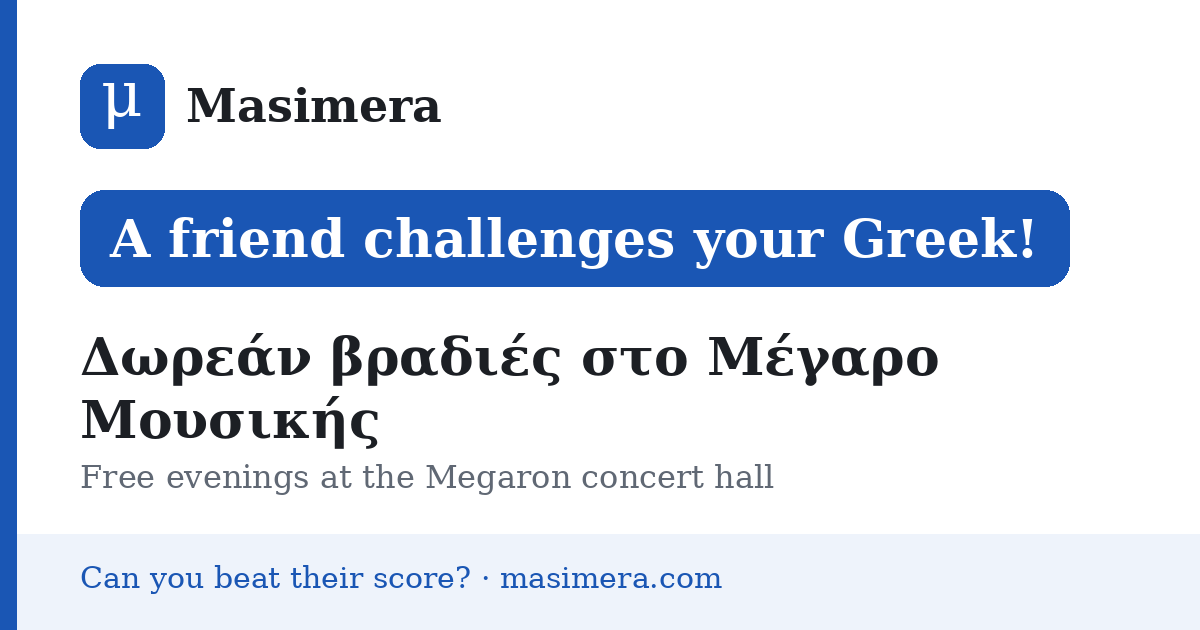 μ
Masimera
A friend challenges your Greek!
Δωρεάν βραδιές στο Μέγαρο
Μουσικής
Free evenings at the Megaron concert hall
Can you beat their score? · masimera.com